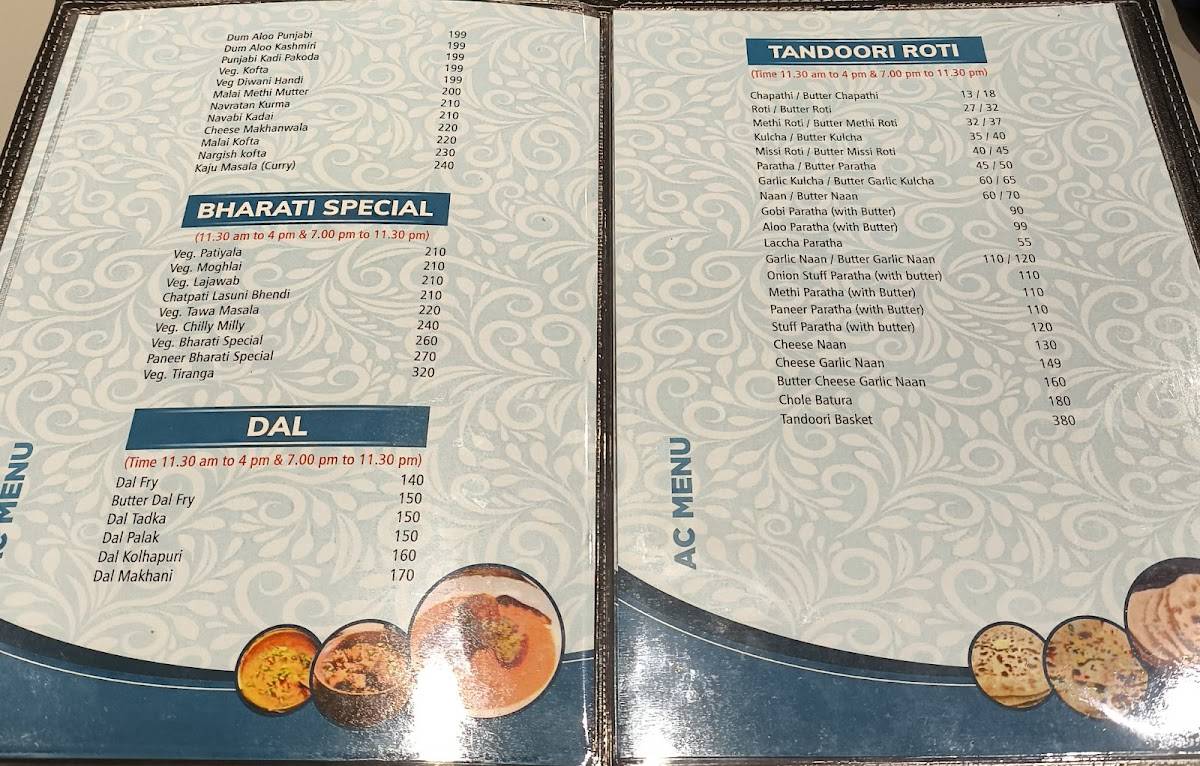 Dum Aloo Punjabi 199
Dum Aloo Kashmiri 199
Punjabi Kadi Pakoda 199
Veg. Kofta 199
Veg Diwani Handi 199
Malai Methi Mutter 200
Navratan Kurma 210
Navabi Kadai 210
Cheese Makhanwala 220
Malai Kofta 220
Nargish kofta 230
Kaju Masala (Curry) 240
BHARATI SPECIAL
(11.30 am to 4 pm & 7.00 pm to 11.30 pm)
Veg. Patiyala 210
Veg. Moghlai 210
Veg. Lajawab 210
Chatpati Lasuni Bhendi 210
Veg. Tawa Masala 220
Veg. Chilly Milly 240
Veg. Bharati Special 260
Paneer Bharati Special 270
Veg. Tiranga 320
DAL
(Time 11.30 am to 4 pm & 7.00 pm to 11.30 pm)
Dal Fry 140
Butter Dal Fry 150
Dal Tadka 150
Dal Palak 150
Dal Kolhapuri 160
Dal Makhani 170
MENU
TANDOORI ROTI
(Time 11.30 am to 4 pm & 7.00 pm to 11.30 pm)
Chapathi / Butter Chapathi 13 / 18
Roti / Butter Roti 27 / 32
Methi Roti / Butter Methi Roti 32 / 37
Kulcha / Butter Kulcha 35 / 40
Missi Roti / Butter Missi Roti 40 / 45
Paratha / Butter Paratha 45 / 50
Garlic Kulcha / Butter Garlic Kulcha 60 / 65
Naan / Butter Naan 60 / 70
Gobi Paratha (with Butter) 90
Aloo Paratha (with Butter) 99
Laccha Paratha 55
Garlic Naan / Butter Garlic Naan 110 / 120
Onion Stuff Paratha (with butter) 110
Methi Paratha (with Butter) 110
Paneer Paratha (with Butter) 110
Stuff Paratha (with butter) 120
Cheese Naan 130
Cheese Garlic Naan 149
Butter Cheese Garlic Naan 160
Chole Batura 180
Tandoori Basket 380
AC MENU